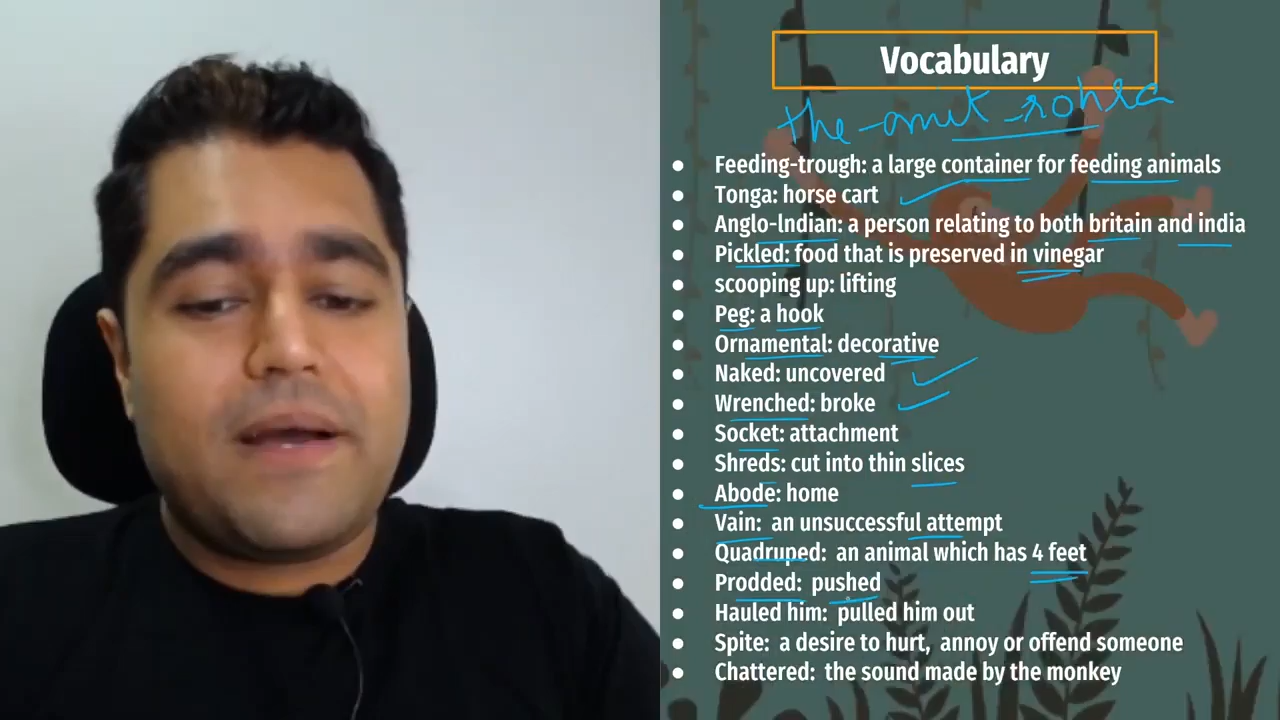 Vocabulary
the-amit-rohra
● Feeding-trough: a large container for feeding animals
● Tonga: horse cart
● Anglo-Indian: a person relating to both britain and india
● Pickled: food that is preserved in vinegar
● scooping up: lifting
● Peg: a hook
● Ornamental: decorative
● Naked: uncovered
● Wrenched: broke
● Socket: attachment
● Shreds: cut into thin slices
● Abode: home
● Vain: an unsuccessful attempt
● Quadruped: an animal which has 4 feet
● Prodded: pushed
● Hauled him: pulled him out
● Spite: a desire to hurt, annoy or offend someone
● Chattered: the sound made by the monkey